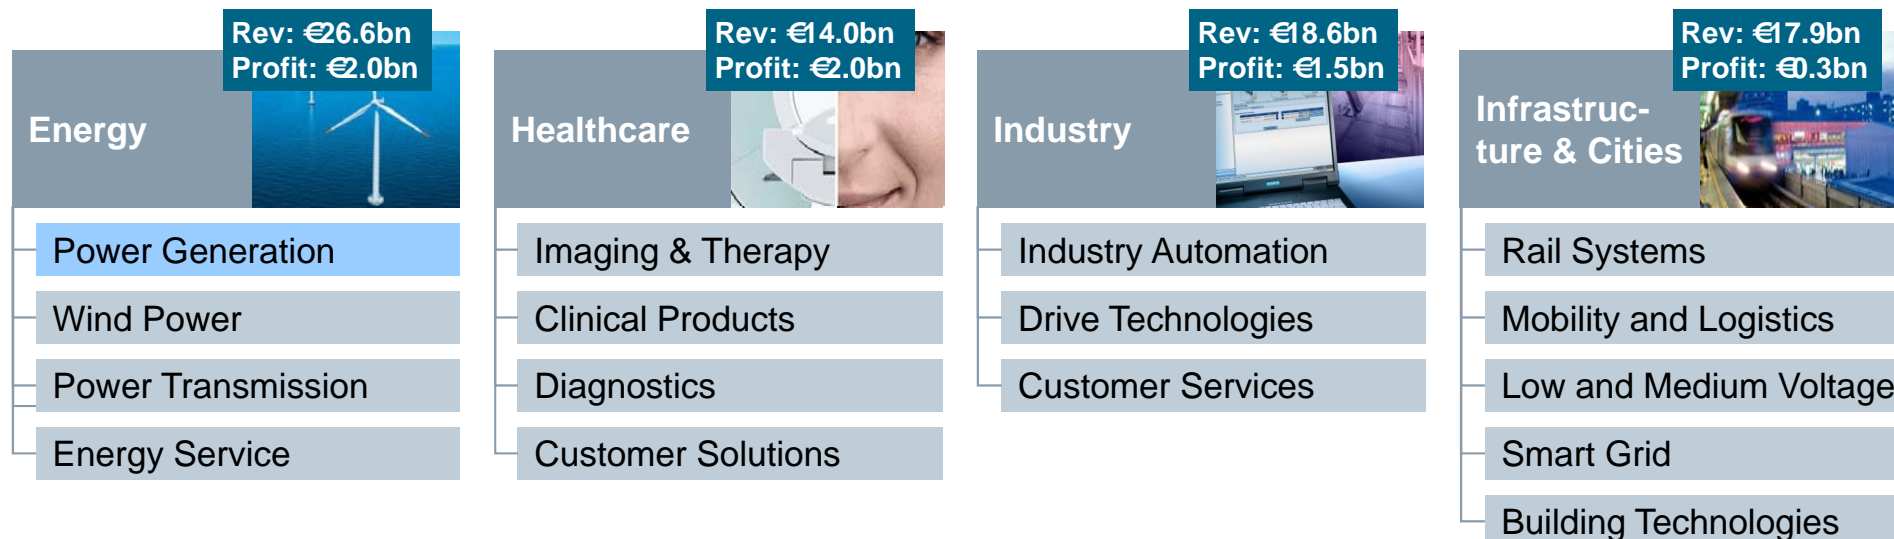 Rev: €26.6bn
Profit: €2.0bn
Energy
Power Generation
Wind Power
Power Transmission
Energy Service
Rev: €14.0bn
Profit: €2.0bn
Healthcare
Imaging & Therapy
Clinical Products
Diagnostics
Customer Solutions
Rev: €18.6bn
Profit: €1.5bn
Industry
Industry Automation
Drive Technologies
Customer Services
Rev: €17.9bn
Profit: €0.3bn
Infrastruc-
ture & Cities
Rail Systems
Mobility and Logistics
Low and Medium Voltage
Smart Grid
Building Technologies